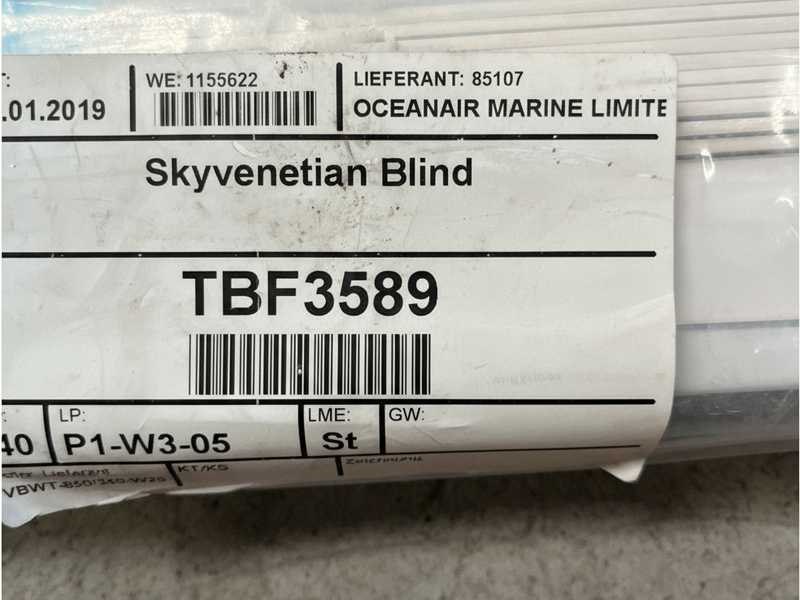 T: WE: 1155622 LIEFERANT: 85107
.01.2019 OCEANAIR MARINE LIMITE
Skyvenetian Blind
TBF3589
LP: LME: GW:
40 P1-W3-05 St
Lieferant KT/KS